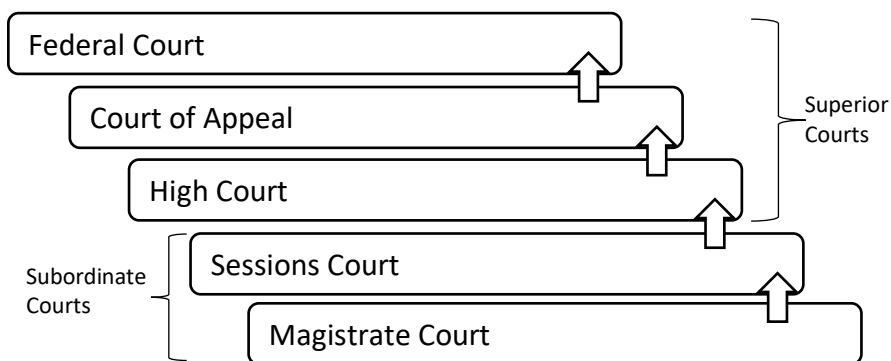 Federal Court
Court of Appeal
Superior
Courts
High Court
Sessions Court
Subordinate
Courts
Magistrate Court